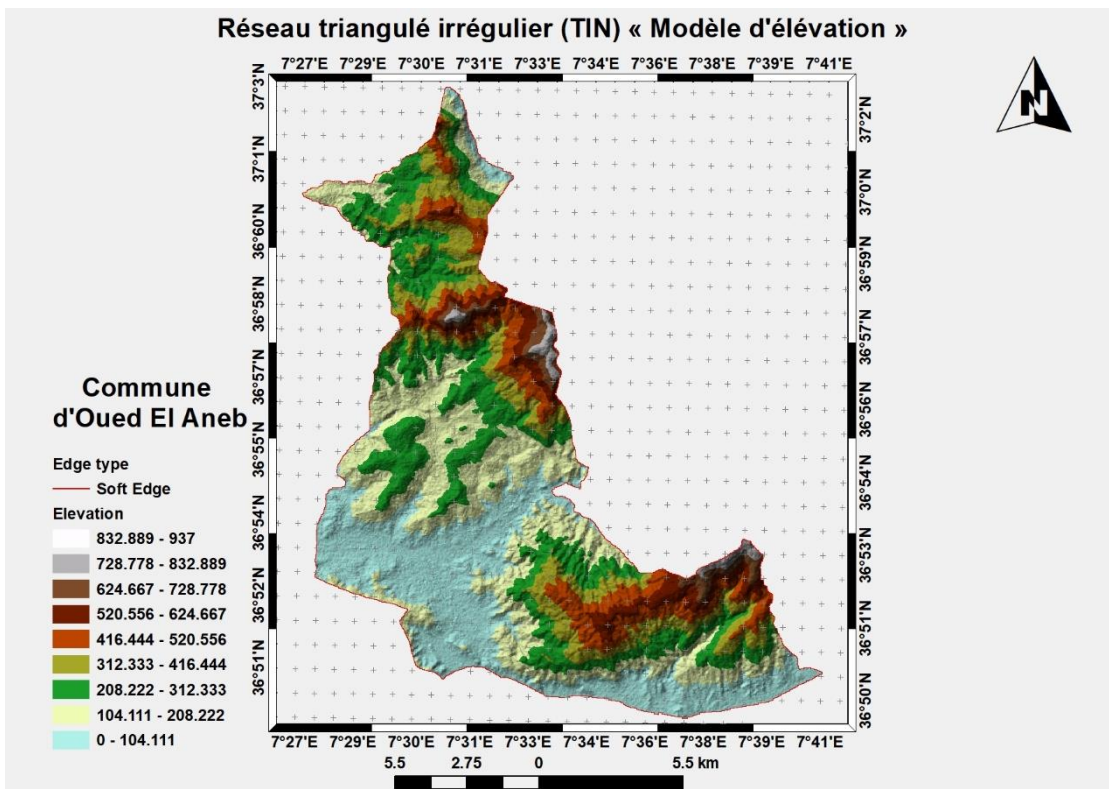 Réseau triangulé irrégulier (TIN) « Modèle d'élévation »
7°27'E 7°29'E 7°30'E 7°31'E 7°33'E 7°34'E 7°36'E 7°38'E 7°39'E 7°41'E
N
37°3'N
37°1'N
36°60'N
36°58'N
36°57'N
36°55'N
36°54'N
36°52'N
36°51'N
37°2'N
37°0'N
36°59'N
36°57'N
36°56'N
36°54'N
36°53'N
36°51'N
36°50'N
Commune
d'Oued El Aneb
Edge type
Soft Edge
Elevation
832.889 - 937
728.778 - 832.889
624.667 - 728.778
520.556 - 624.667
416.444 - 520.556
312.333 - 416.444
208.222 - 312.333
104.111 - 208.222
0 - 104.111
7°27'E 7°29'E 7°30'E 7°31'E 7°33'E 7°34'E 7°36'E 7°38'E 7°39'E 7°41'E
5.5 2.75 0 5.5 km